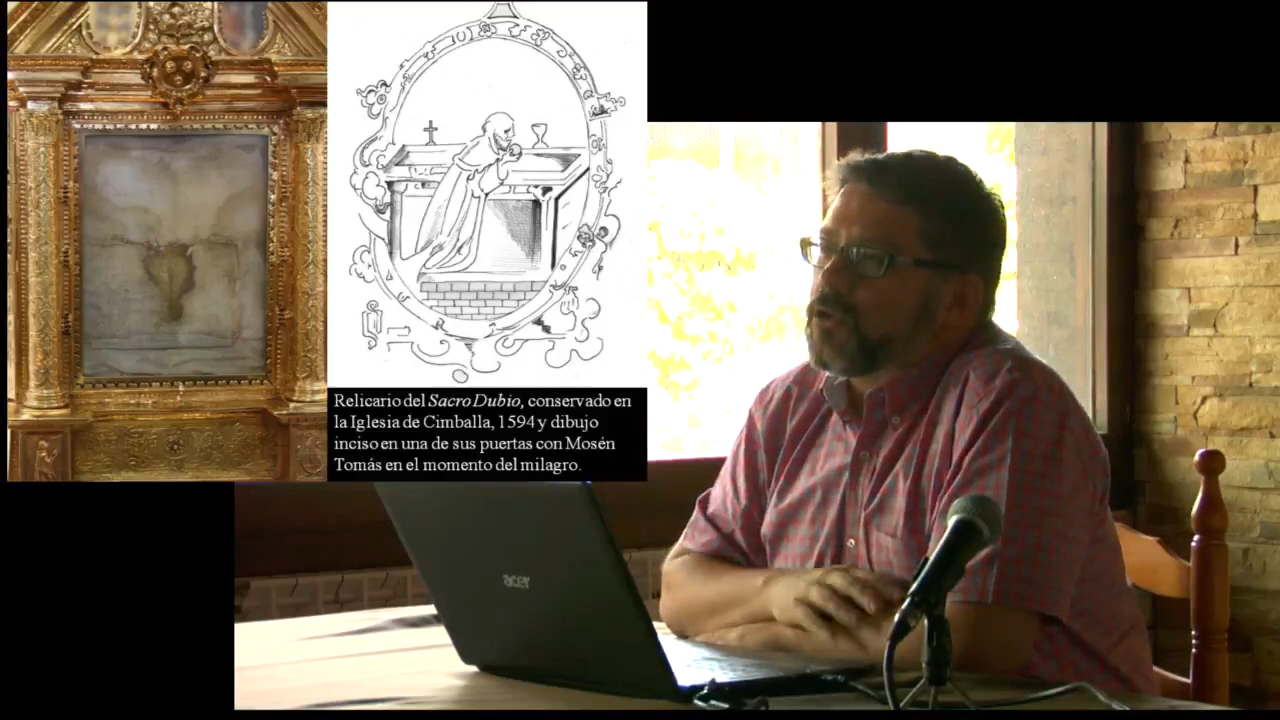 Relicario del Sacro Dubio, conservado en
la Iglesia de Cimballa, 1594 y dibujo
inciso en una de sus puertas con Mosén
Tomás en el momento del milagro.
acer